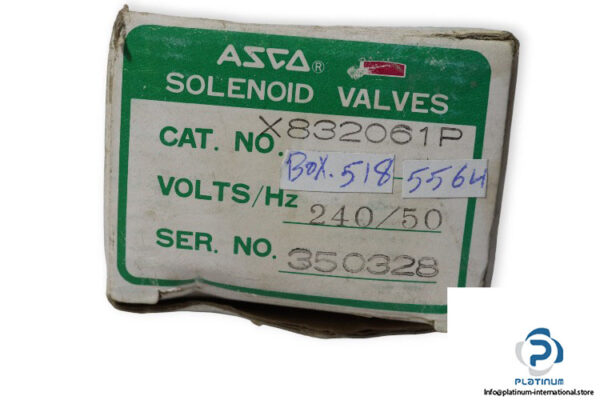 ASCO®
SOLENOID VALVES
CAT. NO. X832061P
BOX. 518 - 5564
VOLTS/Hz 240/50
SER. NO. 350328
P
PLATINUM
Info@platinum-international.store